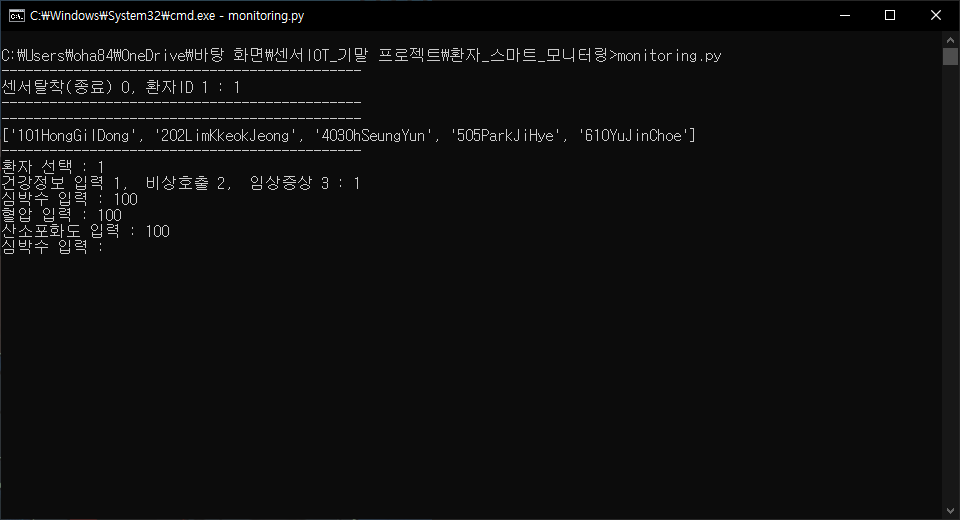 C:\Windows\System32\cmd.exe - monitoring.py
C:\Users\oha84\OneDrive\바탕 화면\센서IOT_기말 프로젝트\환자_스마트_모니터링>monitoring.py
---------------------------------------------
센서탈착(종료) 0, 환자ID 1 : 1
---------------------------------------------
---------------------------------------------
['101HongGilDong', '202LimKkeokJeong', '403OhSeungYun', '505ParkJiHye', '610YuJinChoe']
---------------------------------------------
환자 선택 : 1
건강정보 입력 1,  비상호출 2,  임상증상 3 : 1
심박수 입력 : 100
혈압 입력 : 100
산소포화도 입력 : 100
심박수 입력 :